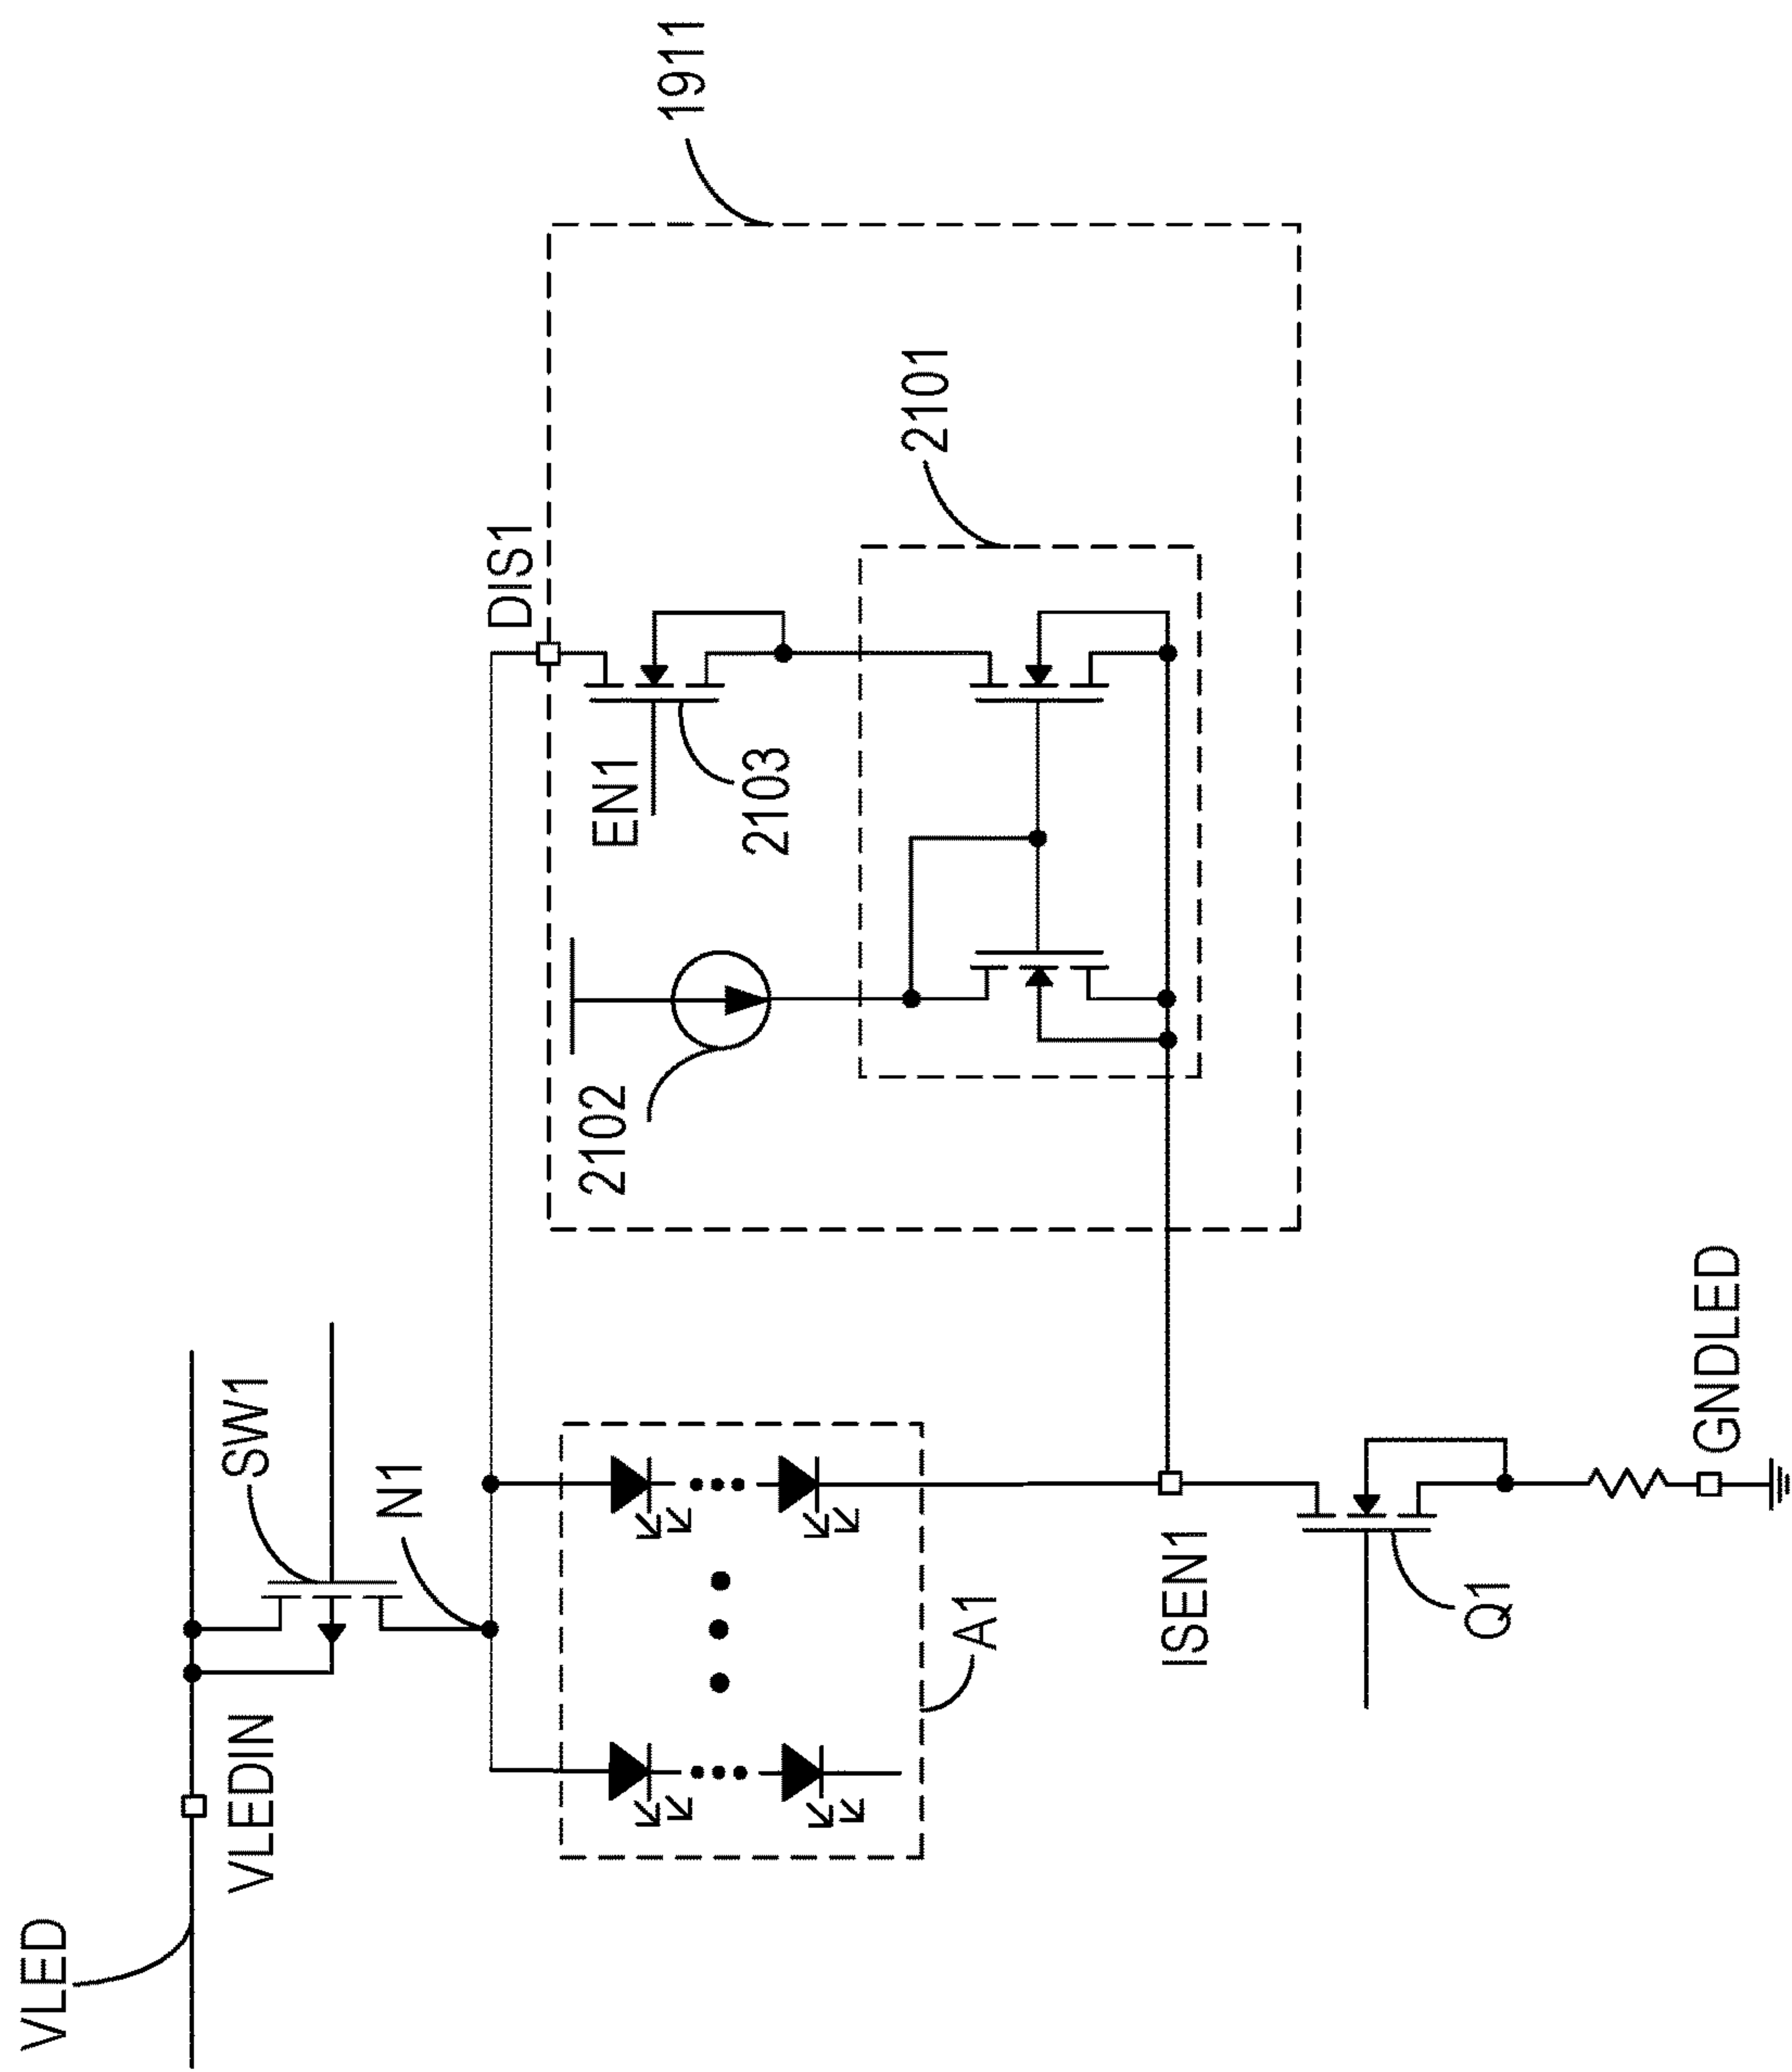 VLED
VLEDIN
SW1
N1
DIS1
1911
EN1
2103
2102
2101
A1
ISEN1
Q1
GNDLED